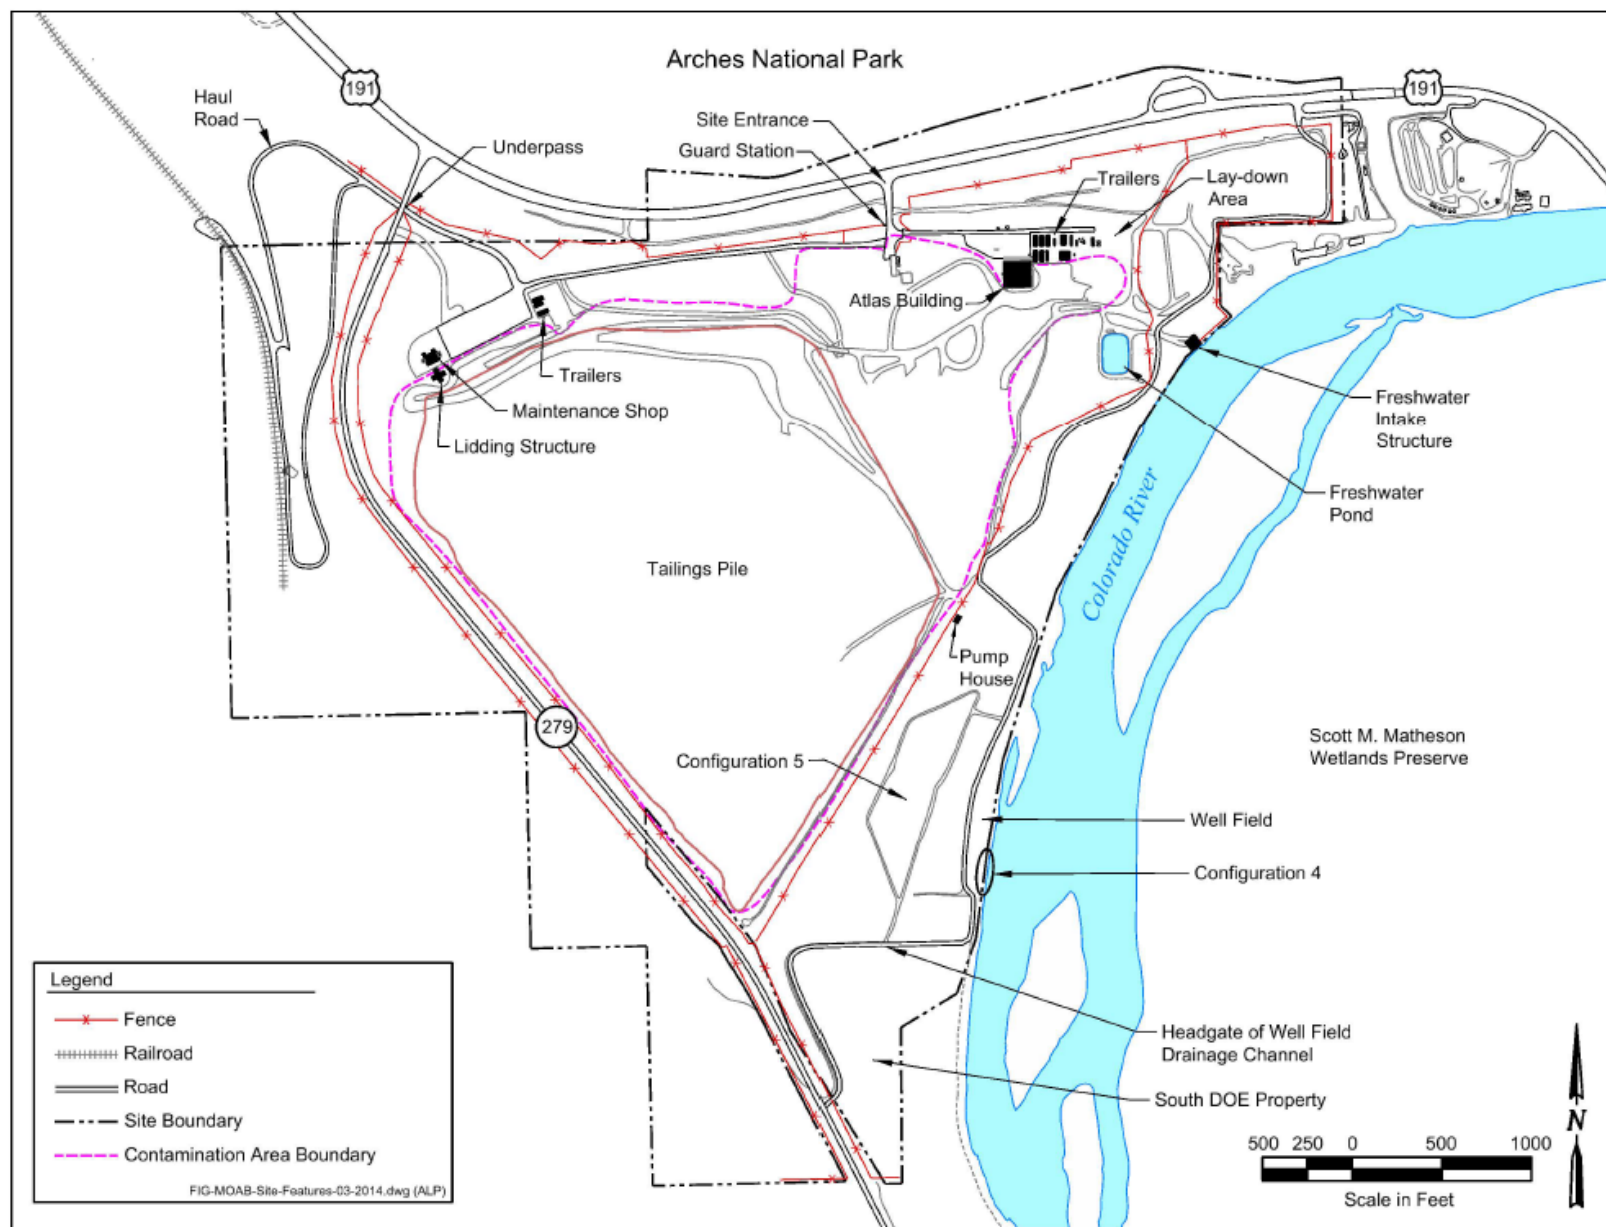 Arches National Park
191
191
Haul
Road
Underpass
Site Entrance
Guard Station
Trailers
Lay-down
Area
Atlas Building
Trailers
Maintenance Shop
Lidding Structure
Freshwater
Intake
Structure
Freshwater
Pond
Colorado River
Tailings Pile
Pump
House
279
Configuration 5
Scott M. Matheson
Wetlands Preserve
Well Field
Configuration 4
Headgate of Well Field
Drainage Channel
South DOE Property
Legend
Fence
Railroad
Road
Site Boundary
Contamination Area Boundary
FIG-MOAB-Site-Features-03-2014.dwg (ALP)
N
500 250 0 500 1000
Scale in Feet